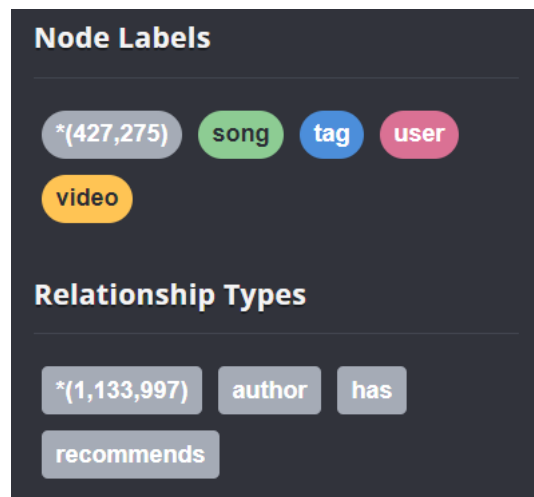 Node Labels
*(427,275) song tag user
video
Relationship Types
*(1,133,997) author has
recommends